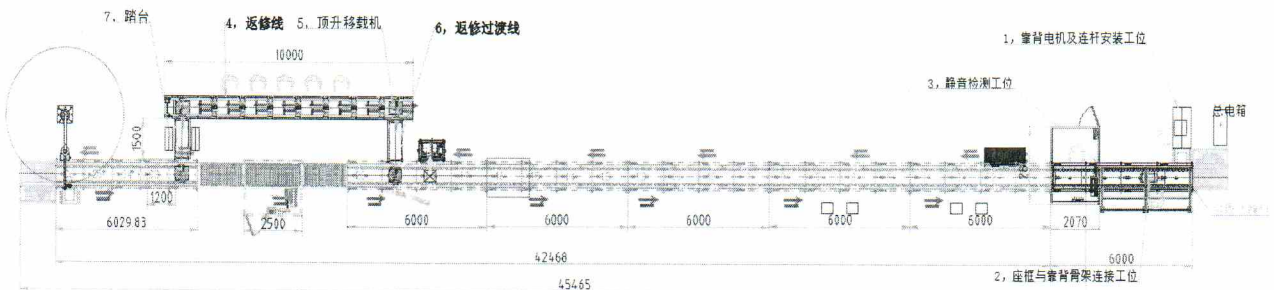 7、踏台
4，返修线
5、顶升移载机
6，返修过渡线
1，靠背电机及连杆安装工位
10000
3，静音检测工位
总电箱
1500
1200
6029.83
2500
6000
6000
6000
6000
6000
2070
42460
6000
2，座框与靠背骨架连接工位
45465